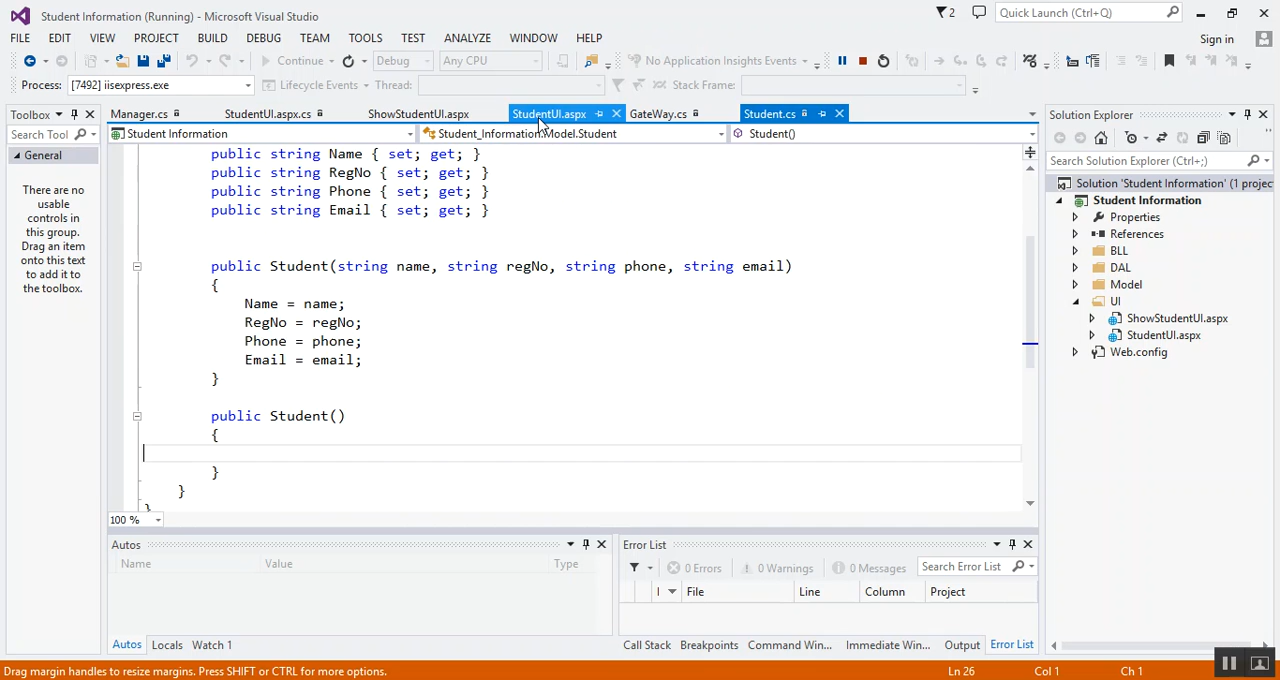 Student Information (Running) - Microsoft Visual Studio
2
Quick Launch (Ctrl+Q)
FILE EDIT VIEW PROJECT BUILD DEBUG TEAM TOOLS TEST ANALYZE WINDOW HELP
Sign in
Continue
Debug
Any CPU
No Application Insights Events
Process: [7492] iisexpress.exe
Lifecycle Events
Thread:
Stack Frame:
Toolbox
Search Tool
General
There are no
usable
controls in
this group.
Drag an item
onto this text
to add it to
the toolbox.
Manager.cs
StudentUI.aspx.cs
ShowStudentUI.aspx
StudentUI.aspx
GateWay.cs
Student.cs
Student Information
Student_Information.Model.Student
Student()
public string Name { set; get; }
public string RegNo { set; get; }
public string Phone { set; get; }
public string Email { set; get; }
public Student(string name, string regNo, string phone, string email)
{
Name = name;
RegNo = regNo;
Phone = phone;
Email = email;
}
public Student()
{
}
}
}
100 %
Solution Explorer
Search Solution Explorer (Ctrl+;)
Solution 'Student Information' (1 projec
Student Information
Properties
References
BLL
DAL
Model
UI
ShowStudentUI.aspx
StudentUI.aspx
Web.config
Autos
Name Value Type
Autos Locals Watch 1
Error List
0 Errors
0 Warnings
0 Messages
Search Error List
File Line Column Project
Call Stack Breakpoints Command Win... Immediate Win... Output Error List
Drag margin handles to resize margins. Press SHIFT or CTRL for more options.
Ln 26 Col 1 Ch 1